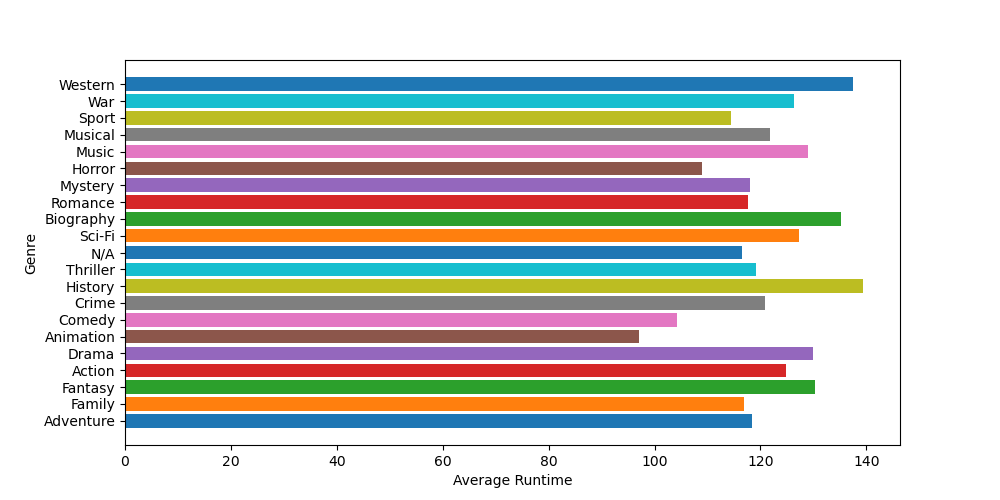 Western
War
Sport
Musical
Music
Horror
Mystery
Romance
Biography
Sci-Fi
N/A
Thriller
History
Crime
Comedy
Animation
Drama
Action
Fantasy
Family
Adventure
Genre
0 20 40 60 80 100 120 140
Average Runtime